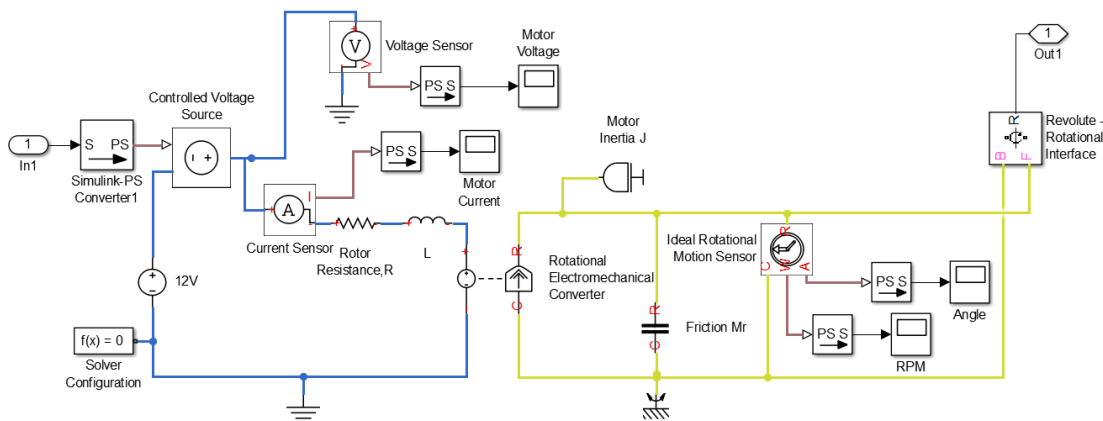 1
In1
S PS
Simulink-PS
Converter1
Controlled Voltage
Source
V
V
Voltage Sensor
PS S
Motor
Voltage
PS S
Motor
Current
A
I
Current Sensor
Rotor
Resistance,R
L
12V
f(x) = 0
Solver
Configuration
R
C
Rotational
Electromechanical
Converter
Motor
Inertia J
R
C
Friction Mr
Ideal Rotational
Motion Sensor
R
C W A
PS S
Angle
PS S
RPM
1
Out1
R
B F
Revolute -
Rotational
Interface